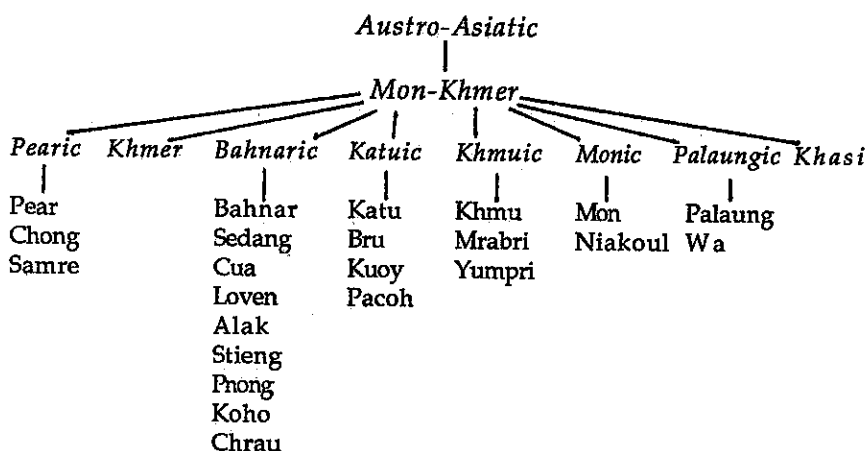 Austro-Asiatic
Mon-Khmer
Pearic Khmer Bahnaric Katuic Khmuic Monic Palaungic Khasi
Pear Bahnar Katu Khmu Mon Palaung
Chong Sedang Bru Mrabri Niakoul Wa
Samre Cua Kuoy Yumpri
Loven Pacoh
Alak
Stieng
Pnong
Koho
Chrau